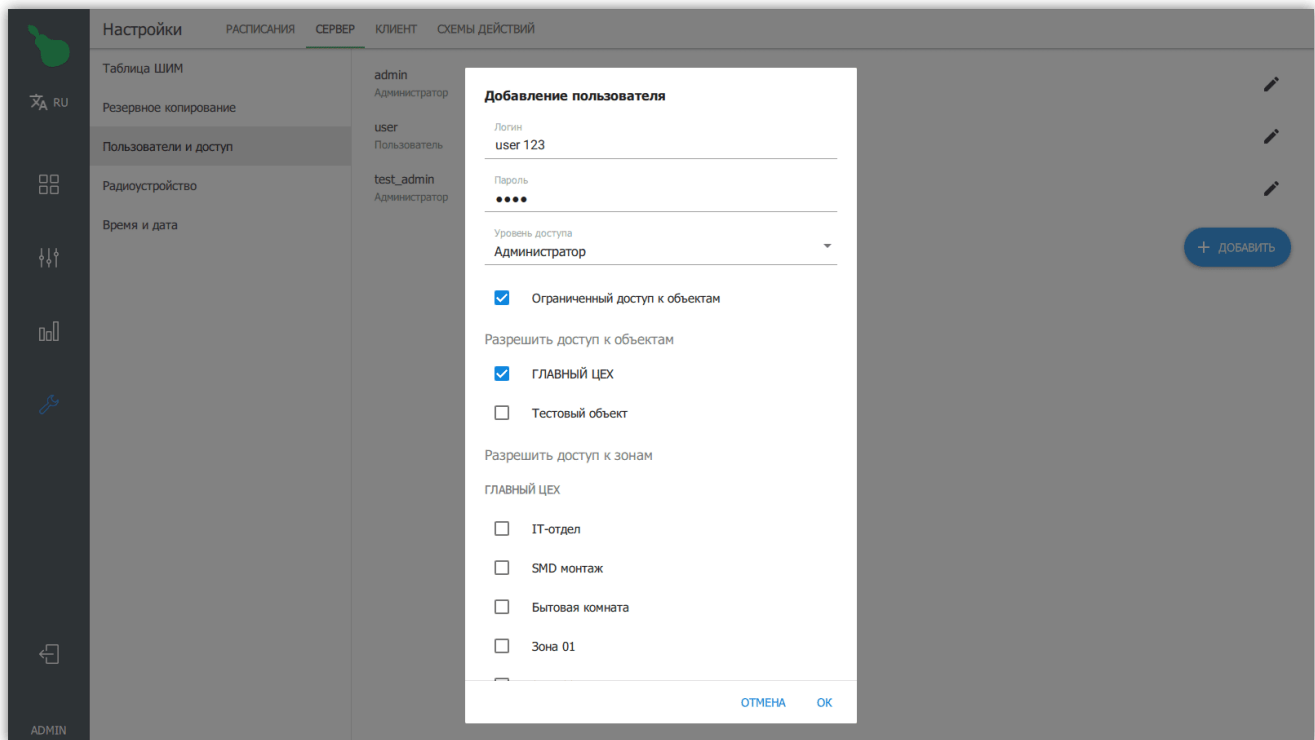 Настройки РАСПИСАНИЯ СЕРВЕР КЛИЕНТ СХЕМЫ ДЕЙСТВИЙ
RU
ADMIN
Таблица ШИМ
Резервное копирование
Пользователи и доступ
Радиоустройство
Время и дата
admin
Администратор
user
Пользователь
test_admin
Администратор
+ ДОБАВИТЬ
Добавление пользователя
Логин
user 123
Пароль
••••
Уровень доступа
Администратор
Ограниченный доступ к объектам
Разрешить доступ к объектам
ГЛАВНЫЙ ЦЕХ
Тестовый объект
Разрешить доступ к зонам
ГЛАВНЫЙ ЦЕХ
IT-отдел
SMD монтаж
Бытовая комната
Зона 01
ОТМЕНА ОК